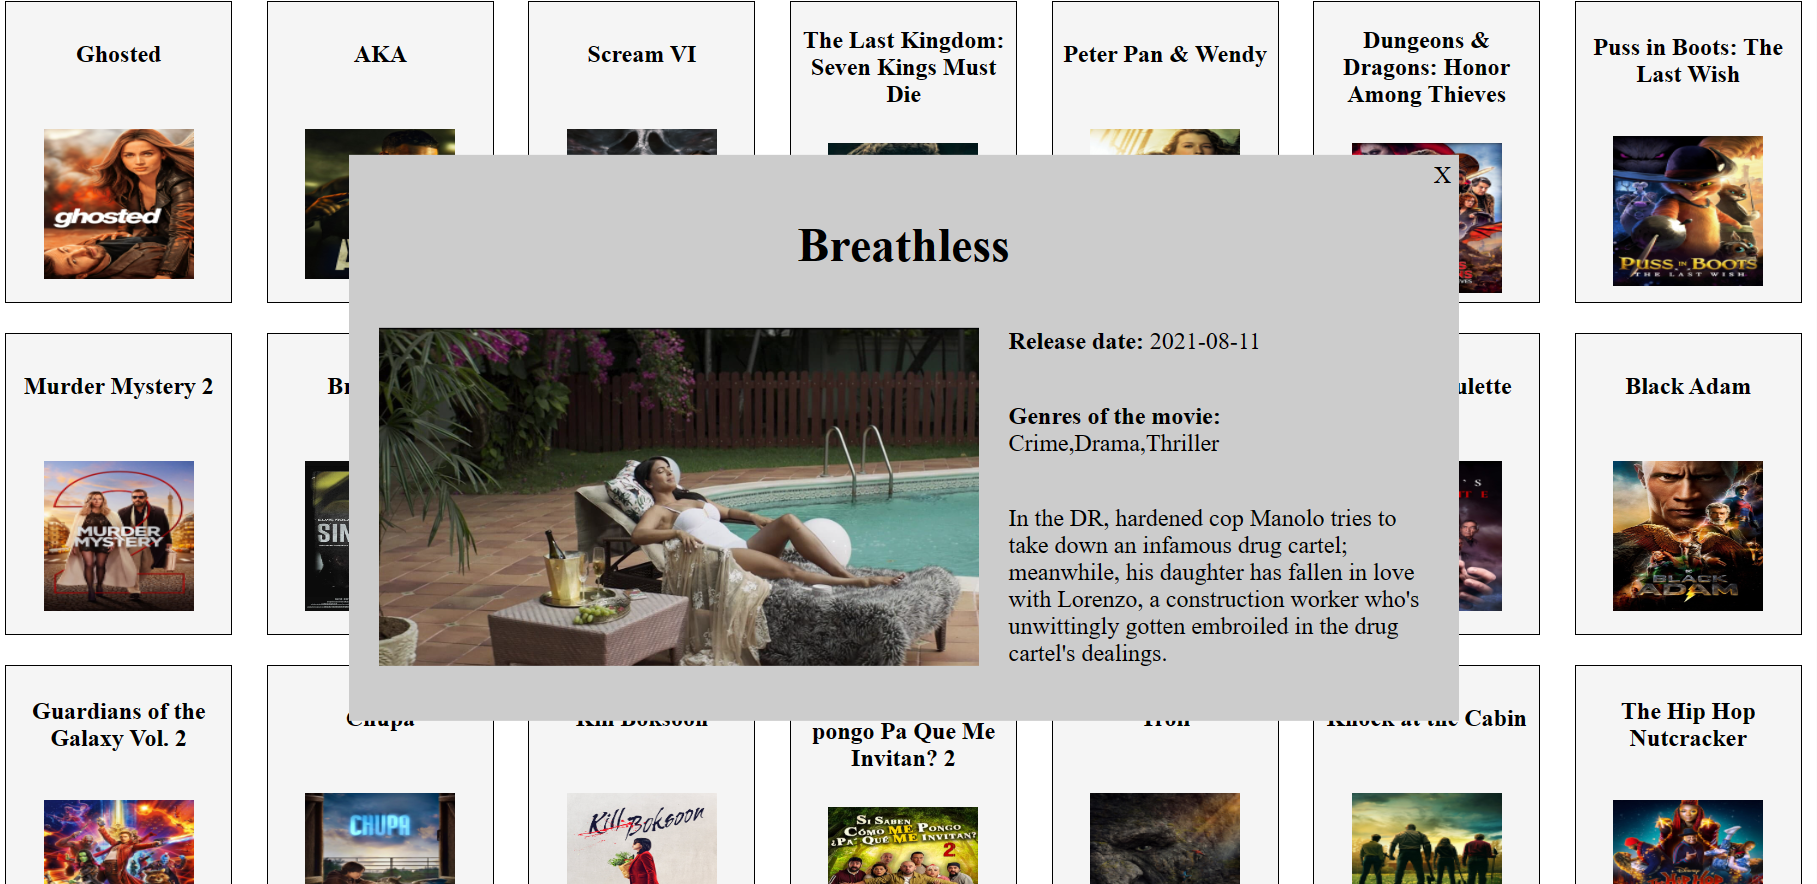 Ghosted
AKA
Scream VI
The Last Kingdom:
Seven Kings Must
Die
Peter Pan & Wendy
Dungeons &
Dragons: Honor
Among Thieves
Puss in Boots: The
Last Wish
ghosted
PUSS IN BOOTS
THE LAST WISH
X
Breathless
Release date: 2021-08-11
Genres of the movie:
Crime,Drama,Thriller
In the DR, hardened cop Manolo tries to
take down an infamous drug cartel;
meanwhile, his daughter has fallen in love
with Lorenzo, a construction worker who's
unwittingly gotten embroiled in the drug
cartel's dealings.
Murder Mystery 2
Black Adam
MURDER
MYSTERY
2
SIN
BLACK
ADAM
Guardians of the
Galaxy Vol. 2
Chupa
Kill Boksoon
pongo Pa Que Me
Invitan? 2
Troll
Knock at the Cabin
The Hip Hop
Nutcracker
CHUPA
Kill Boksoon
SI SABEN
CÓMO ME PONGO
¿PA' QUÉ ME INVITAN?
2